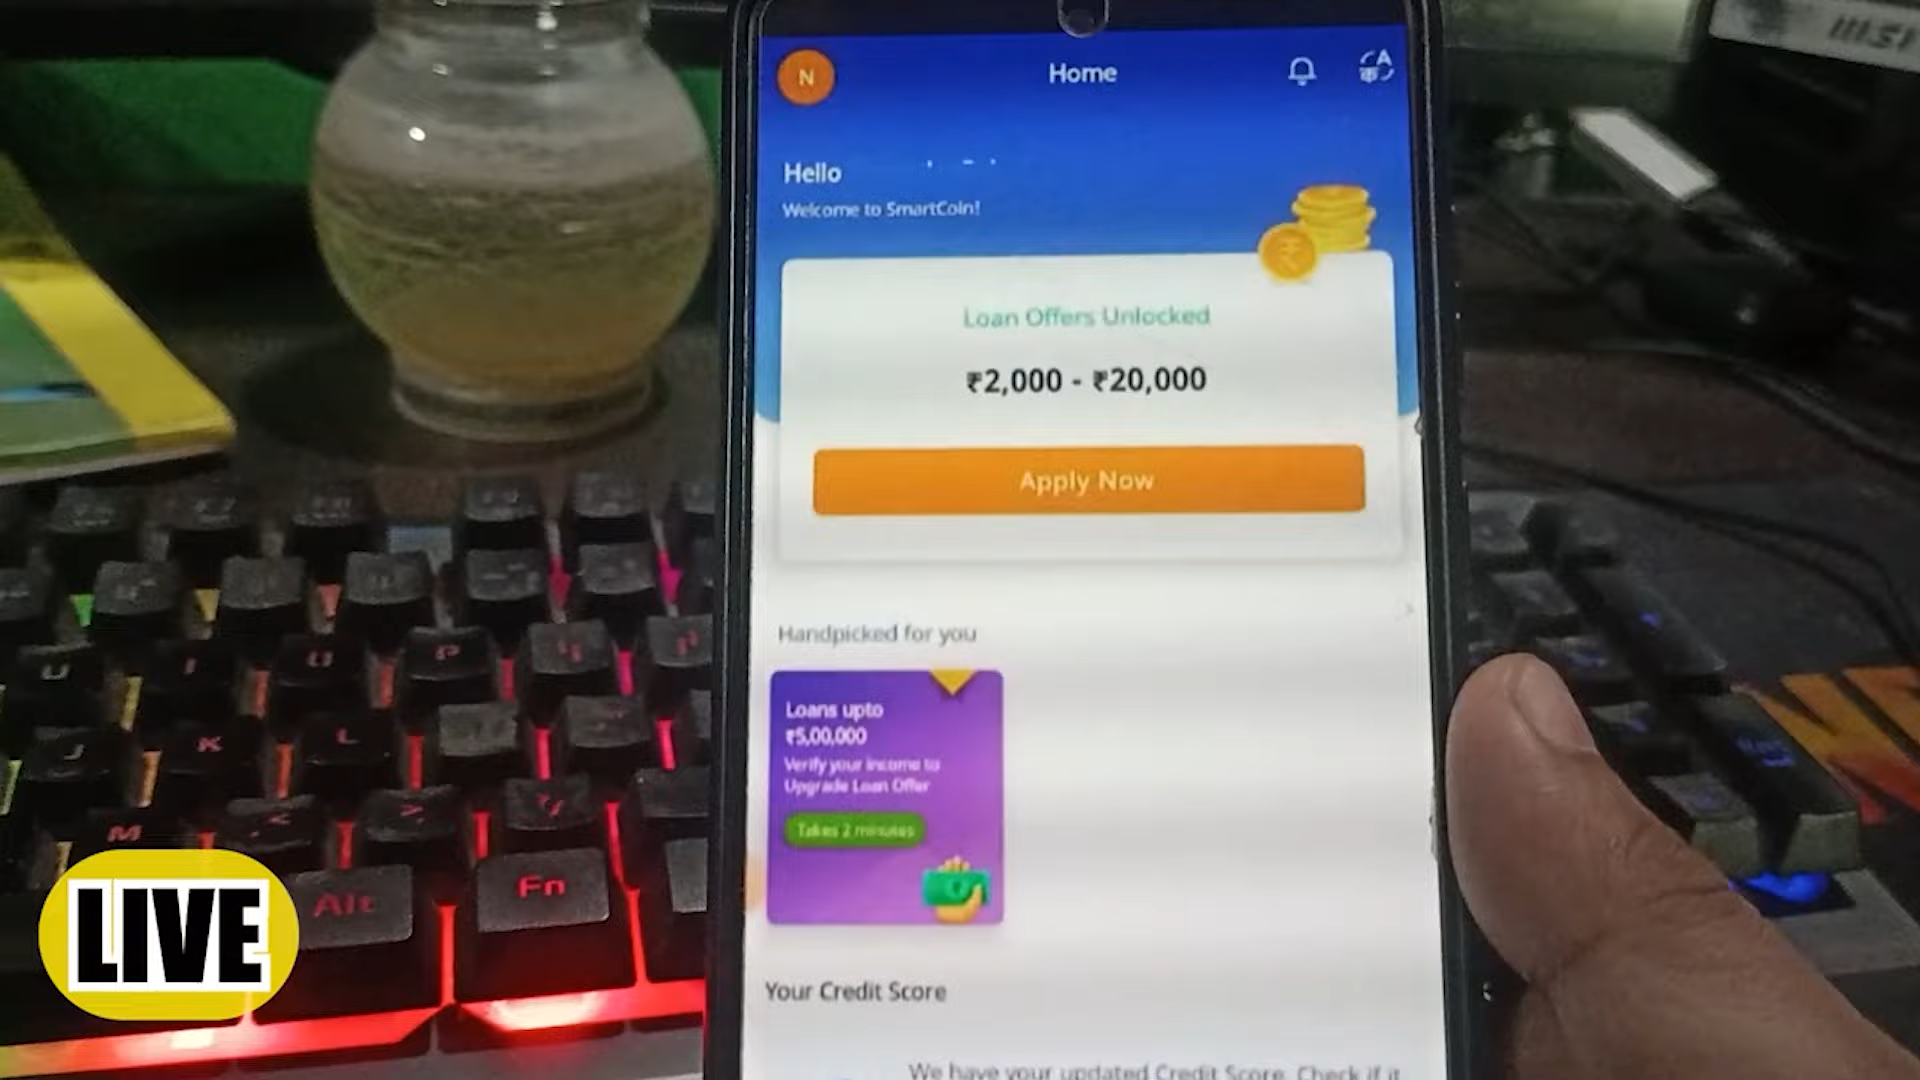 N
Home
Hello
Welcome to SmartCoin!
Loan Offers Unlocked
₹2,000 - ₹20,000
Apply Now
Handpicked for you
Loans upto
₹5,00,000
Verify your income to
Upgrade Loan Offer
Takes 2 minutes
Your Credit Score
We have your updated Credit Score. Check if it
U
I
O
P
J
K
L
M
Alt
Fn
LIVE
msi